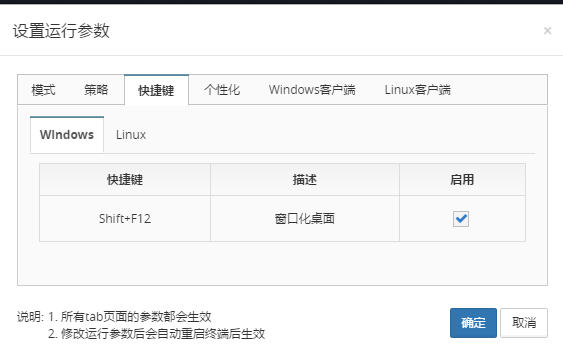 设置运行参数 ×
模式 策略 快捷键 个性化 Windows客户端 Linux客户端
WIndows Linux
快捷键 描述 启用
Shift+F12 窗口化桌面
说明: 1. 所有tab页面的参数都会生效
2. 修改运行参数后会自动重启终端后生效
确定 取消